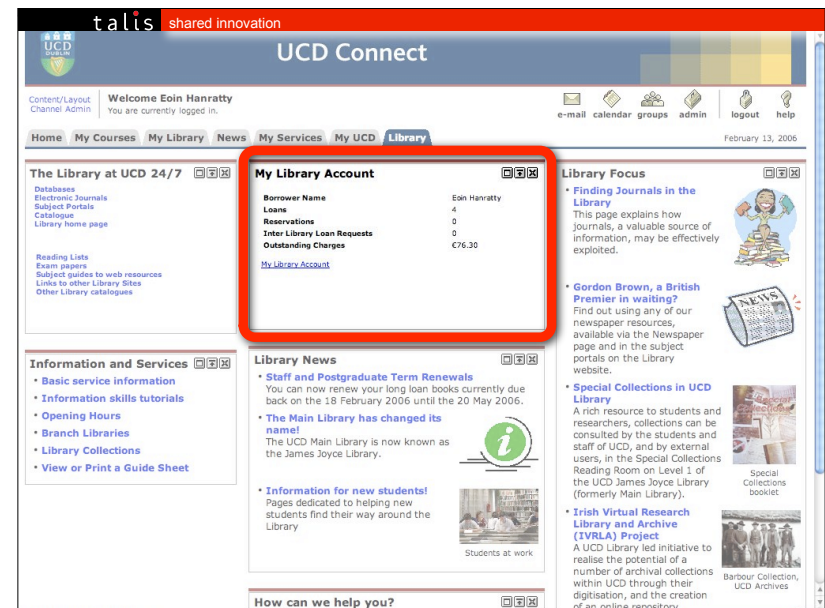 talis shared innovation
UCD
DUBLIN
UCD Connect
Content/Layout
Channel Admin
Welcome Eoin Hanratty
You are currently logged in.
e-mail calendar groups admin logout help
Home My Courses My Library News My Services My UCD Library
February 13, 2006
The Library at UCD 24/7
Databases
Electronic Journals
Subject Portals
Catalogue
Library home page
Reading Lists
Exam papers
Subject guides to web resources
Links to other Library Sites
Other Library catalogues
Information and Services
• Basic service information
• Information skills tutorials
• Opening Hours
• Branch Libraries
• Library Collections
• View or Print a Guide Sheet
My Library Account
Borrower Name Eoin Hanratty
Loans 4
Reservations 0
Inter Library Loan Requests 0
Outstanding Charges €76.30
My Library Account
Library News
• Staff and Postgraduate Term Renewals
You can now renew your long loan books currently due
back on the 18 February 2006 until the 20 May 2006.
• The Main Library has changed its
name!
The UCD Main Library is now known as
the James Joyce Library.
i
• Information for new students!
Pages dedicated to helping new
students find their way around the
Library
Students at work
How can we help you?
Library Focus
• Finding Journals in the
Library
This page explains how
journals, a valuable source of
information, may be effectively
exploited.
• Gordon Brown, a British
Premier in waiting?
Find out using any of our
newspaper resources,
available via the Newspaper
page and in the subject
portals on the Library
website.
NEWS
• Special Collections in UCD
Library
A rich resource to students and
researchers, collections can be
consulted by the students and
staff of UCD, and by external
users, in the Special Collections
Reading Room on Level 1 of
the UCD James Joyce Library
(formerly Main Library).
Special
Collections
Special
Collections
booklet
• Irish Virtual Research
Library and Archive
(IVRLA) Project
A UCD Library led initiative to
realise the potential of a
number of archival collections
within UCD through their
digitisation, and the creation
of an online repository
Barbour Collection,
UCD Archives